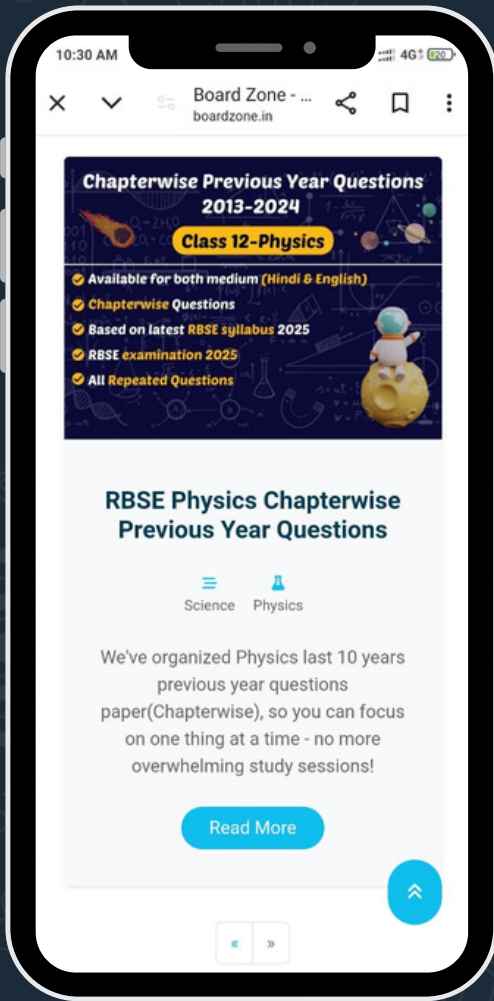 10:30 AM
4G
20
Board Zone - ...
boardzone.in
Chapterwise Previous Year Questions
2013-2024
Class 12-Physics
Available for both medium (Hindi & English)
Chapterwise Questions
Based on latest RBSE syllabus 2025
RBSE examination 2025
All Repeated Questions
RBSE Physics Chapterwise
Previous Year Questions
Science
Physics
We've organized Physics last 10 years
previous year questions
paper(Chapterwise), so you can focus
on one thing at a time - no more
overwhelming study sessions!
Read More
«
»